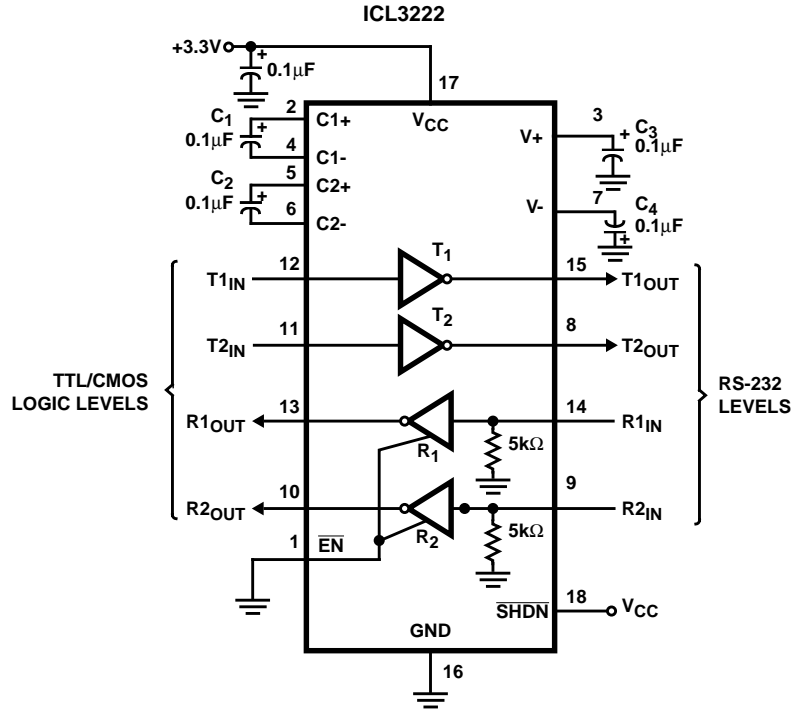 ICL3222
+3.3V
+
0.1µF
17
2
C1+
VCC
3
V+
+
C3
0.1µF
C1
0.1µF
+
4
C1-
5
C2+
C2
0.1µF
+
6
C2-
7
V-
C4
0.1µF
+
T1
12
T1IN
15
T1OUT
T2
11
T2IN
8
T2OUT
TTL/CMOS
LOGIC LEVELS
RS-232
LEVELS
13
R1OUT
14
R1IN
R1
5kΩ
10
R2OUT
9
R2IN
R2
5kΩ
1
EN
18
SHDN
VCC
GND
16